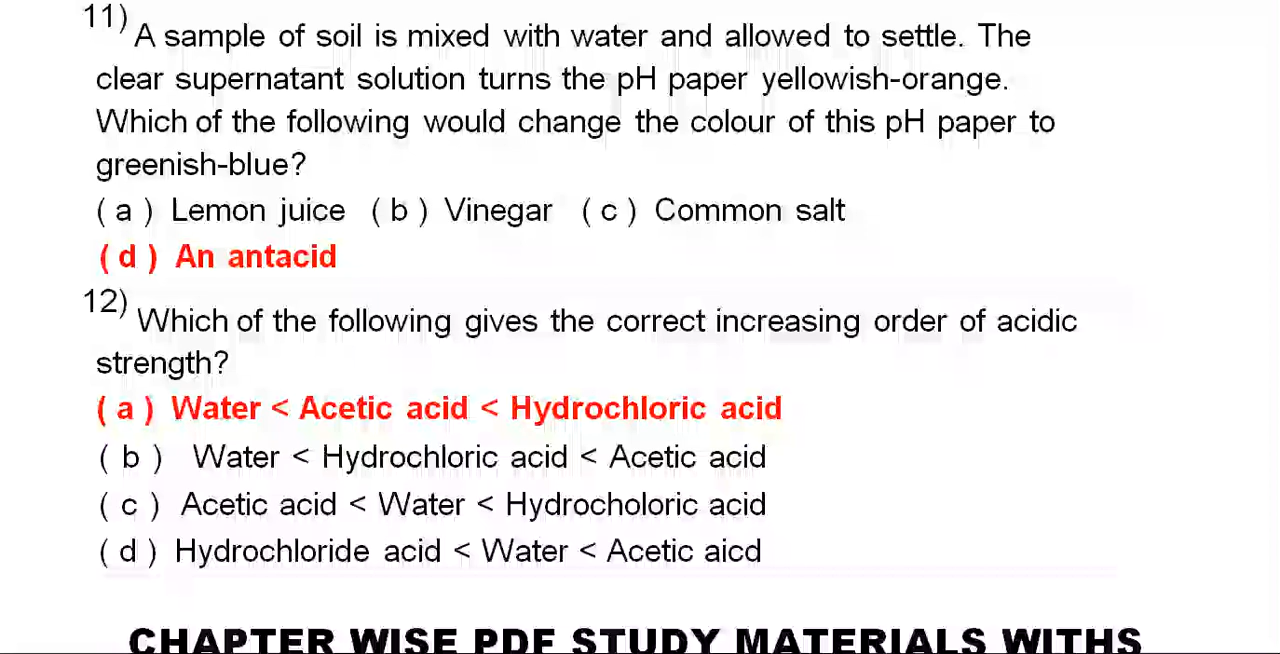 11) A sample of soil is mixed with water and allowed to settle. The
clear supernatant solution turns the pH paper yellowish-orange.
Which of the following would change the colour of this pH paper to
greenish-blue?
( a ) Lemon juice ( b ) Vinegar ( c ) Common salt
( d ) An antacid
12) Which of the following gives the correct increasing order of acidic
strength?
( a ) Water < Acetic acid < Hydrochloric acid
( b ) Water < Hydrochloric acid < Acetic acid
( c ) Acetic acid < Water < Hydrocholoric acid
( d ) Hydrochloride acid < Water < Acetic aicd
CHAPTER WISE PDF STUDY MATERIALS WITHS